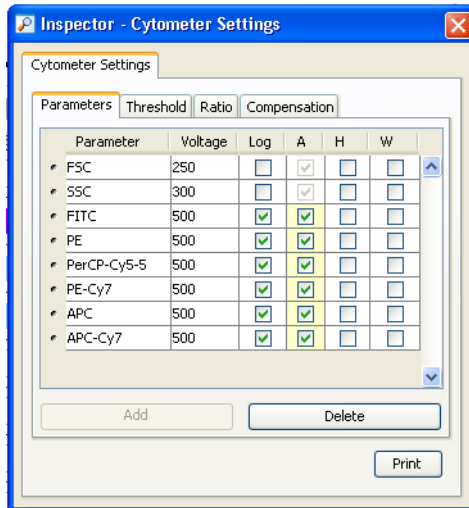 Inspector - Cytometer Settings
Cytometer Settings
Parameters Threshold Ratio Compensation
Parameter Voltage Log A H W
FSC 250
SSC 300
FITC 500
PE 500
PerCP-Cy5-5 500
PE-Cy7 500
APC 500
APC-Cy7 500
Add Delete
Print